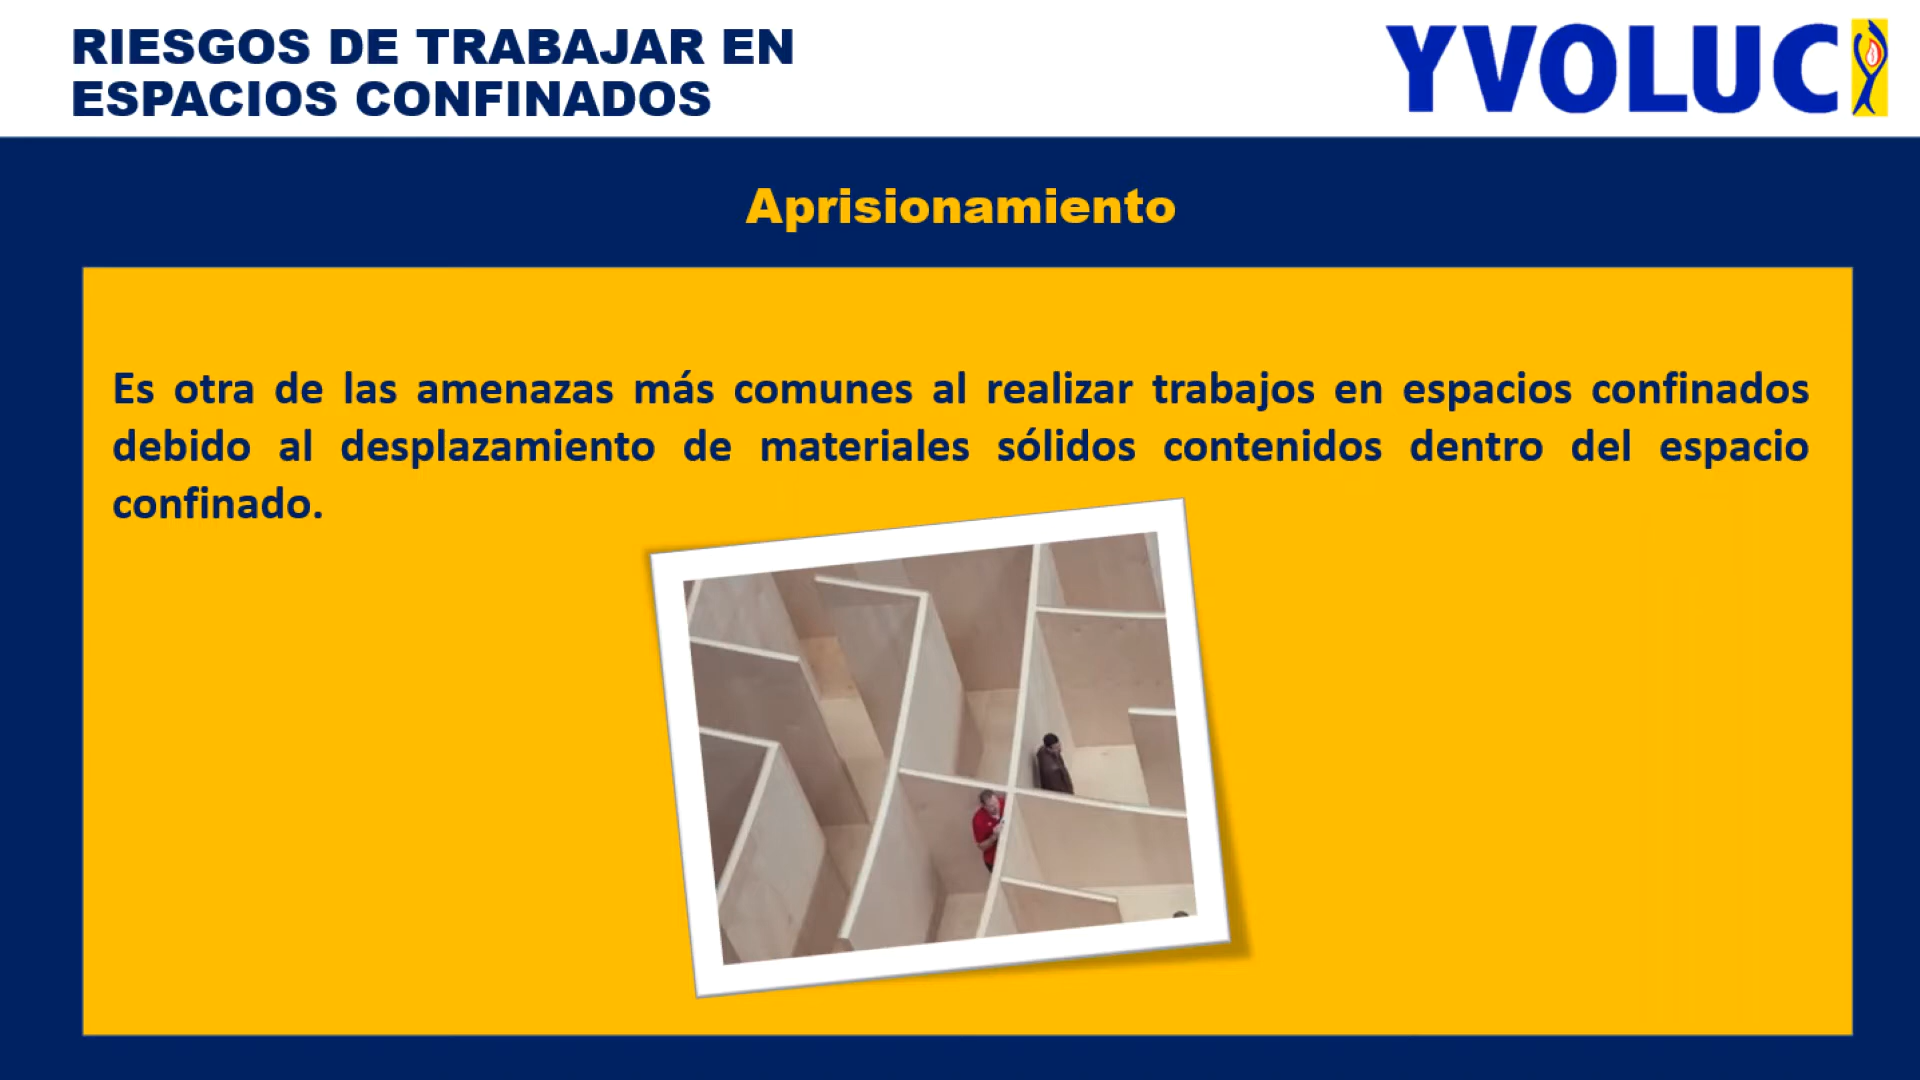 RIESGOS DE TRABAJAR EN
ESPACIOS CONFINADOS
YVOLUC
Aprisionamiento
Es otra de las amenazas más comunes al realizar trabajos en espacios confinados
debido al desplazamiento de materiales sólidos contenidos dentro del espacio
confinado.